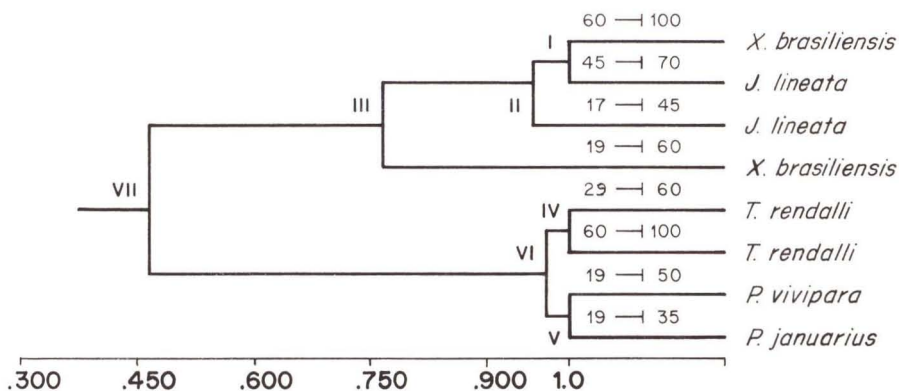 60 ⊣ 100
I X. brasiliensis
45 ⊣ 70
III J. lineata
II 17 ⊣ 45
J. lineata
19 ⊣ 60
X. brasiliensis
VII 29 ⊣ 60
IV T. rendalli
60 ⊣ 100
VI T. rendalli
19 ⊣ 50
P. vivipara
19 ⊣ 35
V P. januarius
.300 .450 .600 .750 .900 1.0